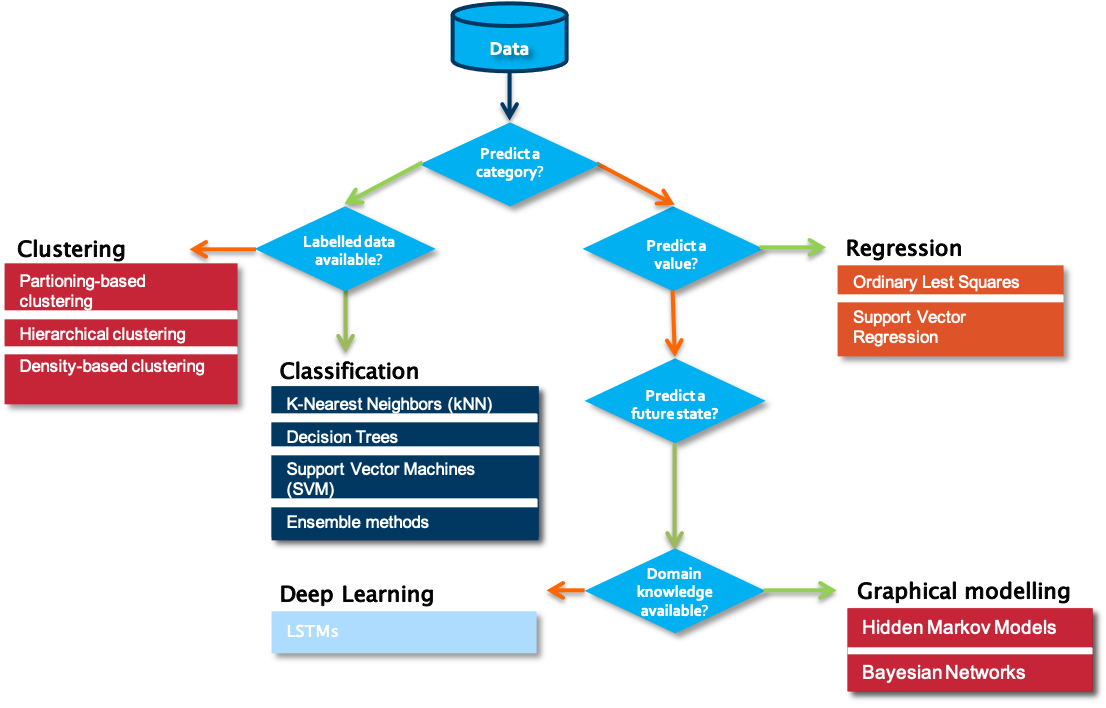 Data
Predict a
category?
Labelled data
available?
Predict a
value?
Clustering
Partioning-based
clustering
Hierarchical clustering
Density-based clustering
Regression
Ordinary Lest Squares
Support Vector
Regression
Classification
K-Nearest Neighbors (kNN)
Decision Trees
Support Vector Machines
(SVM)
Ensemble methods
Predict a
future state?
Domain
knowledge
available?
Deep Learning
LSTMs
Graphical modelling
Hidden Markov Models
Bayesian Networks